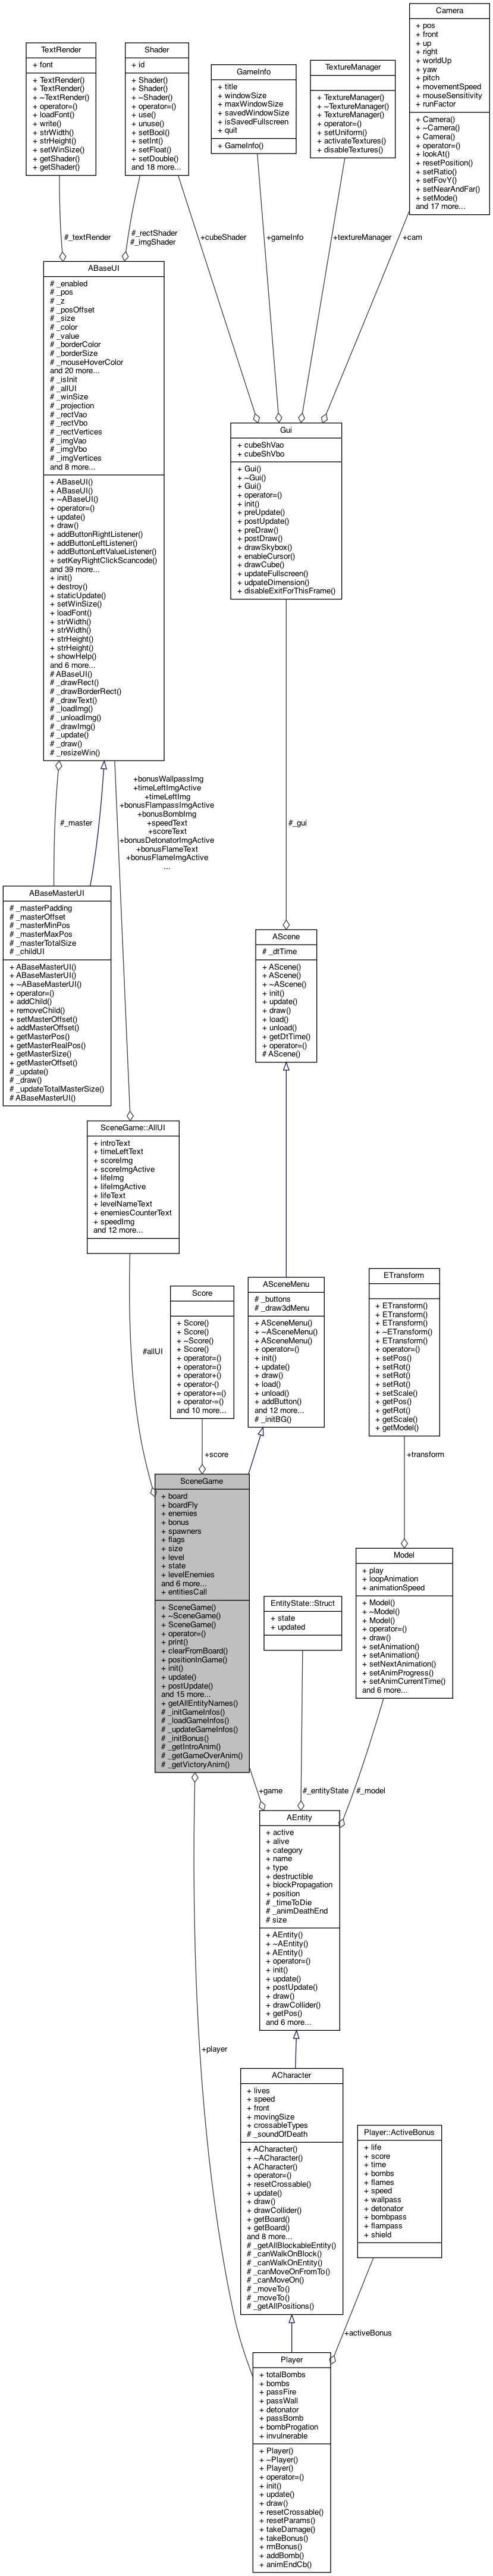 TextRender
+ font
+ TextRender()
+ TextRender()
+ ~TextRender()
+ operator=()
+ loadFont()
+ write()
+ strWidth()
+ strHeight()
+ setWinSize()
+ getShader()
+ getShader()
Shader
+ id
+ Shader()
+ Shader()
+ ~Shader()
+ operator=()
+ use()
+ unuse()
+ setBool()
+ setInt()
+ setFloat()
+ setDouble()
and 18 more...
GameInfo
+ title
+ windowSize
+ maxWindowSize
+ savedWindowSize
+ isSavedFullscreen
+ quit
+ GameInfo()
TextureManager
+ TextureManager()
+ ~TextureManager()
+ TextureManager()
+ operator=()
+ setUniform()
+ activateTextures()
+ disableTextures()
Camera
+ pos
+ front
+ up
+ right
+ worldUp
+ yaw
+ pitch
+ movementSpeed
+ mouseSensitivity
+ runFactor
+ Camera()
+ ~Camera()
+ Camera()
+ operator=()
+ lookAt()
+ resetPosition()
+ setRatio()
+ setFovY()
+ setNearAndFar()
+ setMode()
and 17 more...
#_textRender
#_rectShader
#_imgShader
+cubeShader
+gameInfo
+textureManager
+cam
ABaseUI
# _enabled
# _pos
# _z
# _posOffset
# _size
# _color
# _value
# _borderColor
# _borderSize
# _mouseHoverColor
and 20 more...
# _isInit
# _allUI
# _winSize
# _projection
# _rectVao
# _rectVbo
# _rectVertices
# _imgVao
# _imgVbo
# _imgVertices
and 8 more...
+ ABaseUI()
+ ABaseUI()
+ ~ABaseUI()
+ operator=()
+ update()
+ draw()
+ addButtonRightListener()
+ addButtonLeftListener()
+ addButtonLeftValueListener()
+ setKeyRightClickScancode()
and 39 more...
+ init()
+ destroy()
+ staticUpdate()
+ setWinSize()
+ loadFont()
+ strWidth()
+ strWidth()
+ strHeight()
+ strHeight()
+ showHelp()
and 6 more...
# ABaseUI()
# _drawRect()
# _drawBorderRect()
# _drawText()
# _loadImg()
# _unloadImg()
# _drawImg()
# _update()
# _draw()
# _resizeWin()
Gui
+ cubeShVao
+ cubeShVbo
+ Gui()
+ ~Gui()
+ Gui()
+ operator=()
+ init()
+ preUpdate()
+ postUpdate()
+ preDraw()
+ postDraw()
+ drawSkybox()
+ enableCursor()
+ drawCube()
+ updateFullscreen()
+ udpateDimension()
+ disableExitForThisFrame()
#_master
+bonusWallpassImg
+timeLeftImgActive
+timeLeftImg
+bonusFlampassImgActive
+bonusBombImg
+speedText
+scoreText
+bonusDetonatorImgActive
+bonusFlameText
+bonusFlameImgActive
...
#_gui
ABaseMasterUI
# _masterPadding
# _masterOffset
# _masterMinPos
# _masterMaxPos
# _masterTotalSize
# _childUI
+ ABaseMasterUI()
+ ABaseMasterUI()
+ ~ABaseMasterUI()
+ operator=()
+ addChild()
+ removeChild()
+ setMasterOffset()
+ addMasterOffset()
+ getMasterPos()
+ getMasterRealPos()
+ getMasterSize()
+ getMasterOffset()
# _update()
# _draw()
# _updateTotalMasterSize()
# ABaseMasterUI()
AScene
# _dtTime
+ AScene()
+ AScene()
+ ~AScene()
+ init()
+ update()
+ draw()
+ load()
+ unload()
+ getDtTime()
+ operator=()
# AScene()
SceneGame::AllUI
+ introText
+ timeLeftText
+ scoreImg
+ scoreImgActive
+ lifeImg
+ lifeImgActive
+ lifeText
+ levelNameText
+ enemiesCounterText
+ speedImg
and 12 more...
#allUI
Score
+ Score()
+ Score()
+ ~Score()
+ Score()
+ operator=()
+ operator=()
+ operator+()
+ operator-()
+ operator+=()
+ operator-=()
and 10 more...
+score
ASceneMenu
# _buttons
# _draw3dMenu
+ ASceneMenu()
+ ~ASceneMenu()
+ ASceneMenu()
+ operator=()
+ init()
+ update()
+ draw()
+ load()
+ unload()
+ addButton()
and 12 more...
# _initBG()
ETransform
+ ETransform()
+ ETransform()
+ ETransform()
+ ~ETransform()
+ ETransform()
+ operator=()
+ setPos()
+ setRot()
+ setRot()
+ setRot()
+ setScale()
+ getPos()
+ getRot()
+ getScale()
+ getModel()
+transform
SceneGame
+ board
+ boardFly
+ enemies
+ bonus
+ spawners
+ flags
+ size
+ level
+ state
+ levelEnemies
and 6 more...
+ entitiesCall
+ SceneGame()
+ ~SceneGame()
+ SceneGame()
+ operator=()
+ print()
+ clearFromBoard()
+ positionInGame()
+ init()
+ update()
+ postUpdate()
and 15 more...
+ getAllEntityNames()
# _initGameInfos()
# _loadGameInfos()
# _updateGameInfos()
# _initBonus()
# _getIntroAnim()
# _getGameOverAnim()
# _getVictoryAnim()
EntityState::Struct
+ state
+ updated
Model
+ play
+ loopAnimation
+ animationSpeed
+ Model()
+ ~Model()
+ Model()
+ operator=()
+ draw()
+ setAnimation()
+ setAnimation()
+ setNextAnimation()
+ setAnimProgress()
+ setAnimCurrentTime()
and 6 more...
+game
#_entityState
#_model
AEntity
+ active
+ alive
+ category
+ name
+ type
+ destructible
+ blockPropagation
+ position
# _timeToDie
# _animDeathEnd
# size
+ AEntity()
+ ~AEntity()
+ AEntity()
+ operator=()
+ init()
+ update()
+ postUpdate()
+ draw()
+ drawCollider()
+ getPos()
and 6 more...
+player
ACharacter
+ lives
+ speed
+ front
+ movingSize
+ crossableTypes
# _soundOfDeath
+ ACharacter()
+ ~ACharacter()
+ ACharacter()
+ operator=()
+ resetCrossable()
+ update()
+ draw()
+ drawCollider()
+ getBoard()
+ getBoard()
and 8 more...
# _getAllBlockableEntity()
# _canWalkOnBlock()
# _canWalkOnEntity()
# _canMoveOnFromTo()
# _canMoveOn()
# _moveTo()
# _moveTo()
# _getAllPositions()
Player::ActiveBonus
+ life
+ score
+ time
+ bombs
+ flames
+ speed
+ wallpass
+ detonator
+ bombpass
+ flampass
+ shield
+activeBonus
Player
+ totalBombs
+ bombs
+ passFire
+ passWall
+ detonator
+ passBomb
+ bombProgation
+ invulnerable
+ Player()
+ ~Player()
+ Player()
+ operator=()
+ init()
+ update()
+ draw()
+ resetCrossable()
+ resetParams()
+ takeDamage()
+ takeBonus()
+ rmBonus()
+ addBomb()
+ animEndCb()